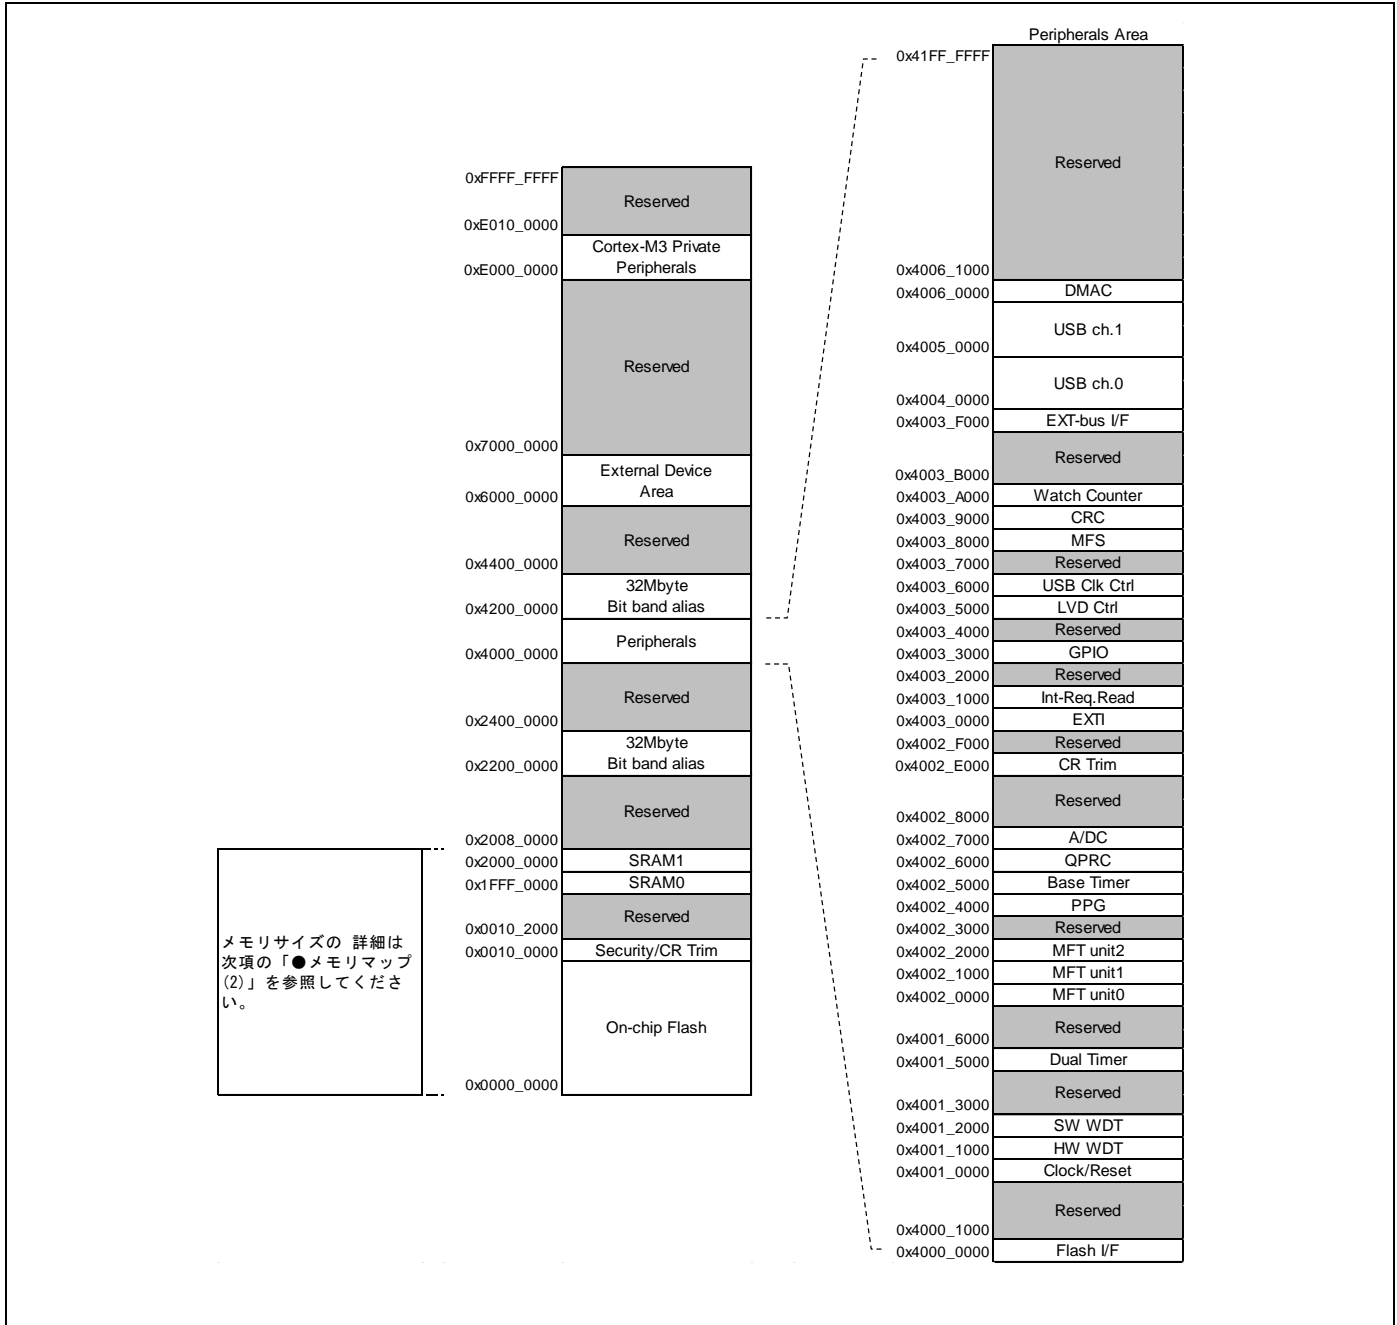 Peripherals Area
0x41FF_FFFF
Reserved
0x4006_1000
0x4006_0000 DMAC
USB ch.1
0x4005_0000
USB ch.0
0x4004_0000
0x4003_F000 EXT-bus I/F
Reserved
0x4003_B000
0x4003_A000 Watch Counter
0x4003_9000 CRC
0x4003_8000 MFS
0x4003_7000 Reserved
0x4003_6000 USB Clk Ctrl
0x4003_5000 LVD Ctrl
0x4003_4000 Reserved
0x4003_3000 GPIO
0x4003_2000 Reserved
0x4003_1000 Int-Req.Read
0x4003_0000 EXTI
0x4002_F000 Reserved
0x4002_E000 CR Trim
Reserved
0x4002_8000
0x4002_7000 A/DC
0x4002_6000 QPRC
0x4002_5000 Base Timer
0x4002_4000 PPG
0x4002_3000 Reserved
0x4002_2000 MFT unit2
0x4002_1000 MFT unit1
0x4002_0000 MFT unit0
Reserved
0x4001_6000
0x4001_5000 Dual Timer
Reserved
0x4001_3000
0x4001_2000 SW WDT
0x4001_1000 HW WDT
0x4001_0000 Clock/Reset
Reserved
0x4000_1000
0x4000_0000 Flash I/F
0xFFFF_FFFF
Reserved
0xE010_0000
Cortex-M3 Private
0xE000_0000 Peripherals
Reserved
0x7000_0000
External Device
0x6000_0000 Area
Reserved
0x4400_0000
32Mbyte
0x4200_0000 Bit band alias
Peripherals
0x4000_0000
Reserved
0x2400_0000
32Mbyte
0x2200_0000 Bit band alias
Reserved
0x2008_0000
0x2000_0000 SRAM1
0x1FFF_0000 SRAM0
Reserved
0x0010_2000
0x0010_0000 Security/CR Trim
On-chip Flash
0x0000_0000
メモリサイズの 詳細は
次項の「●メモリマップ
(2)」を参照してくださ
い。